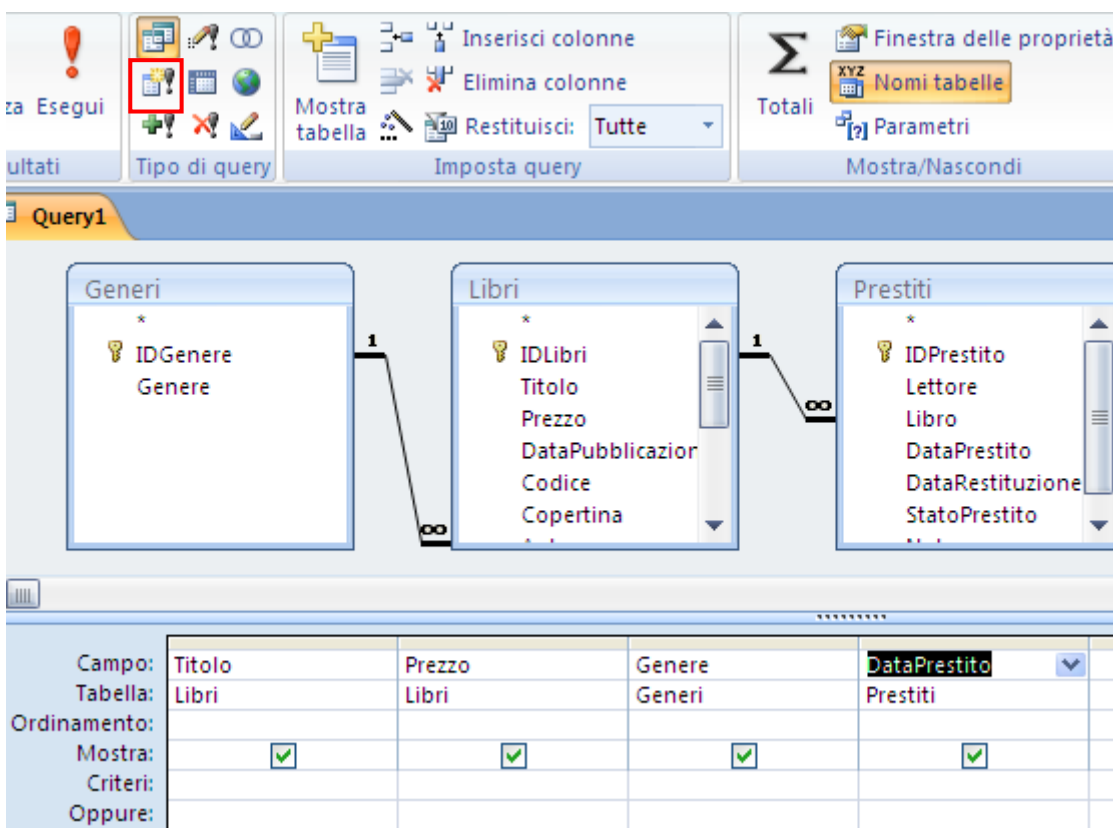 za Esegui
Mostra tabella
Inserisci colonne
Elimina colonne
Restituisci: Tutte
Totali
Finestra delle proprietà
XYZ Nomi tabelle
Parametri
ultati
Tipo di query
Imposta query
Mostra/Nascondi
Query1
Generi
*
IDGenere
Genere
1
∞
Libri
*
IDLibri
Titolo
Prezzo
DataPubblicazior
Codice
Copertina
1
∞
Prestiti
*
IDPrestito
Lettore
Libro
DataPrestito
DataRestituzione
StatoPrestito
Campo: Titolo Prezzo Genere DataPrestito
Tabella: Libri Libri Generi Prestiti
Ordinamento:
Mostra:
Criteri:
Oppure: